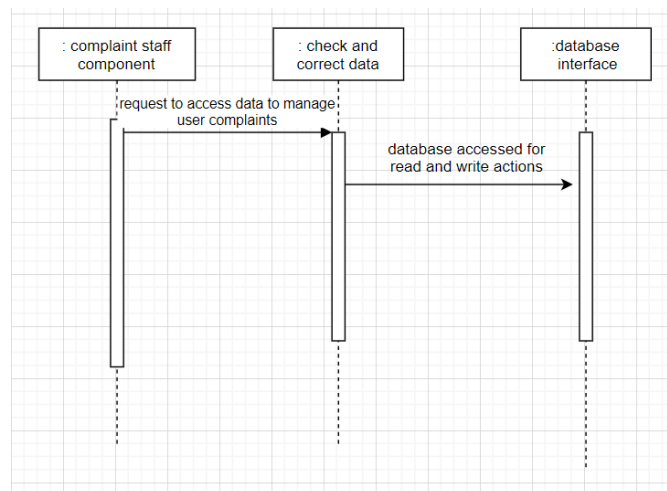 : complaint staff
component
: check and
correct data
:database
interface
request to access data to manage
user complaints
database accessed for
read and write actions